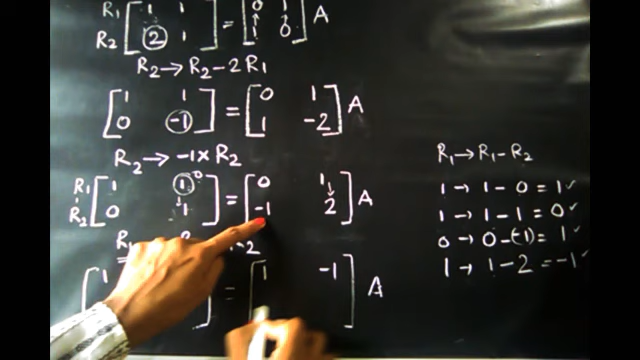 R1 [ 1 1 ] = [ 0 1 ] A
R2 [ 2 1 ] [ 1 0 ]
R2 → R2 - 2R1
[ 1 1 ] = [ 0 1 ] A
[ 0 -1 ] [ 1 -2 ]
R2 → -1 × R2
R1 [ 1 1 ] = [ 0 1 ] A
R2 [ 0 1 ] [ -1 2 ]
R1
[ 1 = [ 1 -1 ] A
R1 → R1 - R2
1 → 1 - 0 = 1 ✓
1 → 1 - 1 = 0 ✓
0 → 0 - (-1) = 1 ✓
1 → 1 - 2 = -1 ✓